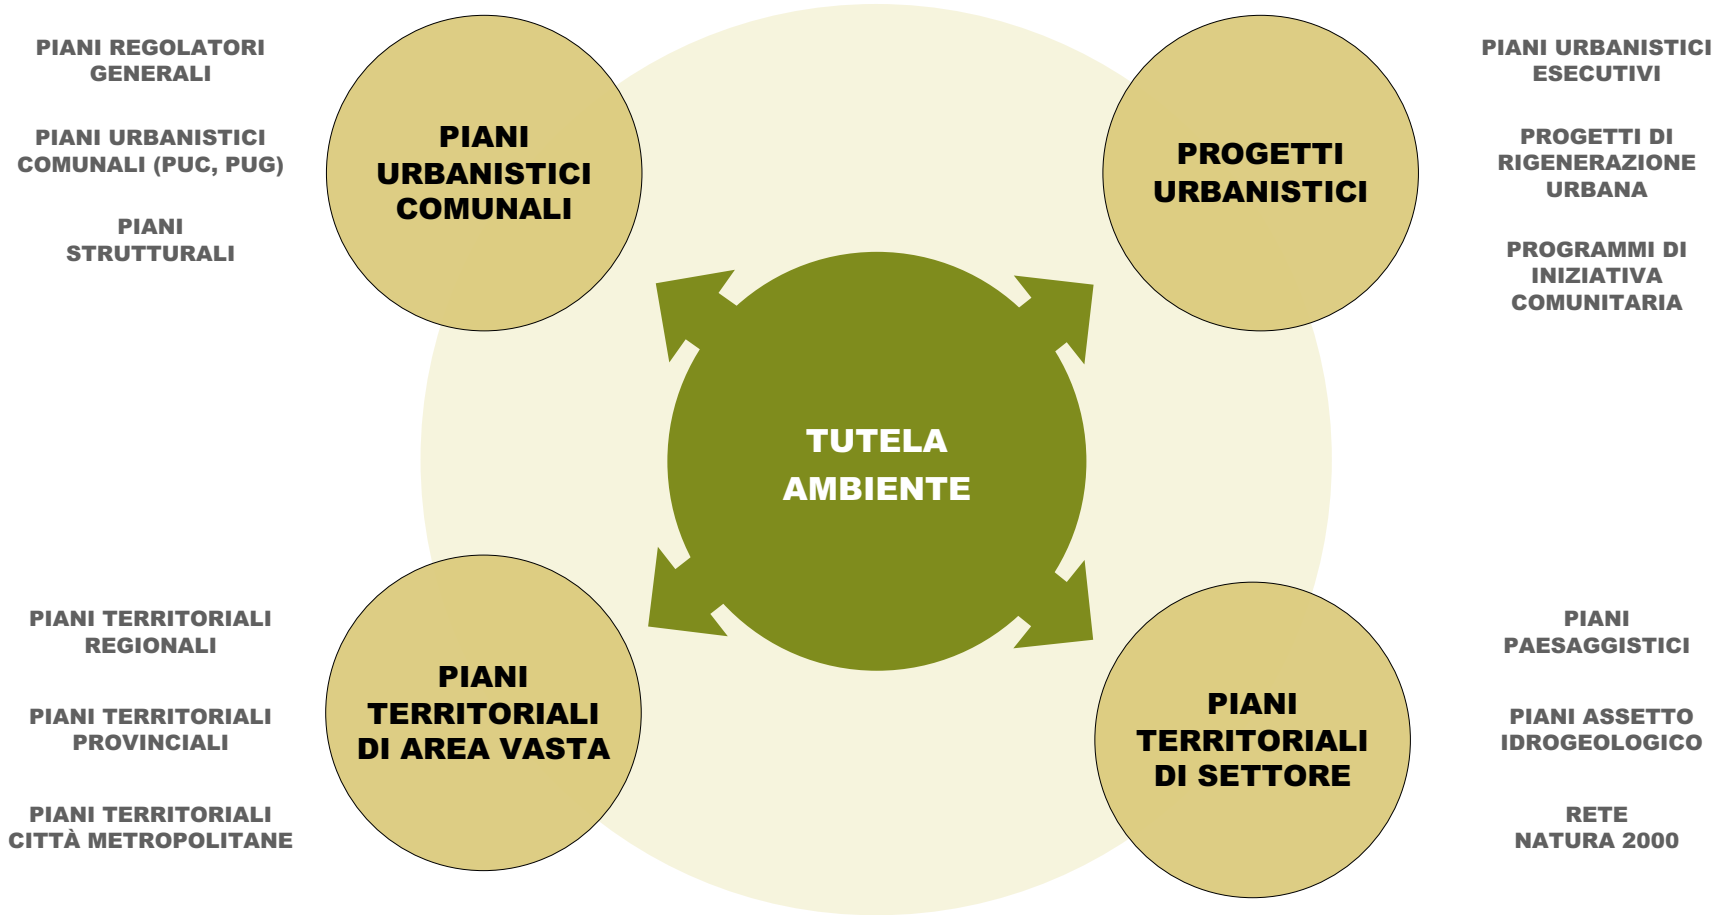 PIANI REGOLATORI
GENERALI
PIANI URBANISTICI
COMUNALI (PUC, PUG)
PIANI
STRUTTURALI
PIANI
URBANISTICI
COMUNALI
PROGETTI
URBANISTICI
PIANI URBANISTICI
ESECUTIVI
PROGETTI DI
RIGENERAZIONE
URBANA
PROGRAMMI DI
INIZIATIVA
COMUNITARIA
TUTELA
AMBIENTE
PIANI TERRITORIALI
REGIONALI
PIANI TERRITORIALI
PROVINCIALI
PIANI TERRITORIALI
CITTÀ METROPOLITANE
PIANI
TERRITORIALI
DI AREA VASTA
PIANI
TERRITORIALI
DI SETTORE
PIANI
PAESAGGISTICI
PIANI ASSETTO
IDROGEOLOGICO
RETE
NATURA 2000